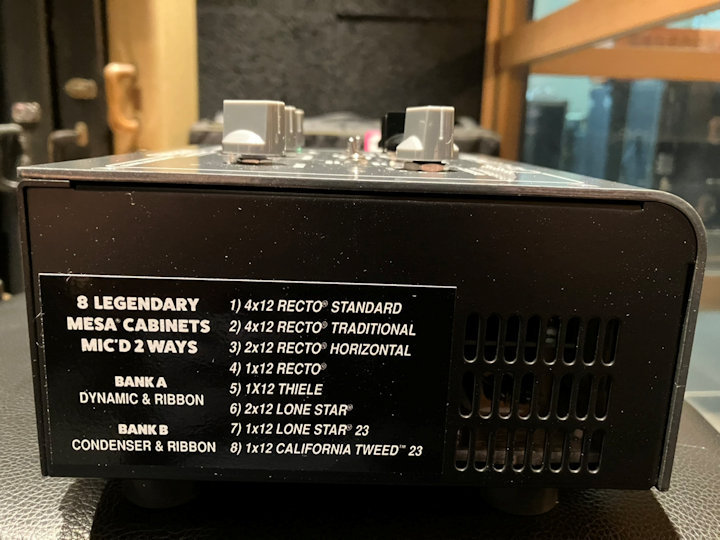 8 LEGENDARY
MESA® CABINETS
MIC'D 2 WAYS
BANK A
DYNAMIC & RIBBON
BANK B
CONDENSER & RIBBON
1) 4x12 RECTO® STANDARD
2) 4x12 RECTO® TRADITIONAL
3) 2x12 RECTO® HORIZONTAL
4) 1x12 RECTO®
5) 1X12 THIELE
6) 2x12 LONE STAR®
7) 1x12 LONE STAR® 23
8) 1x12 CALIFORNIA TWEED™ 23